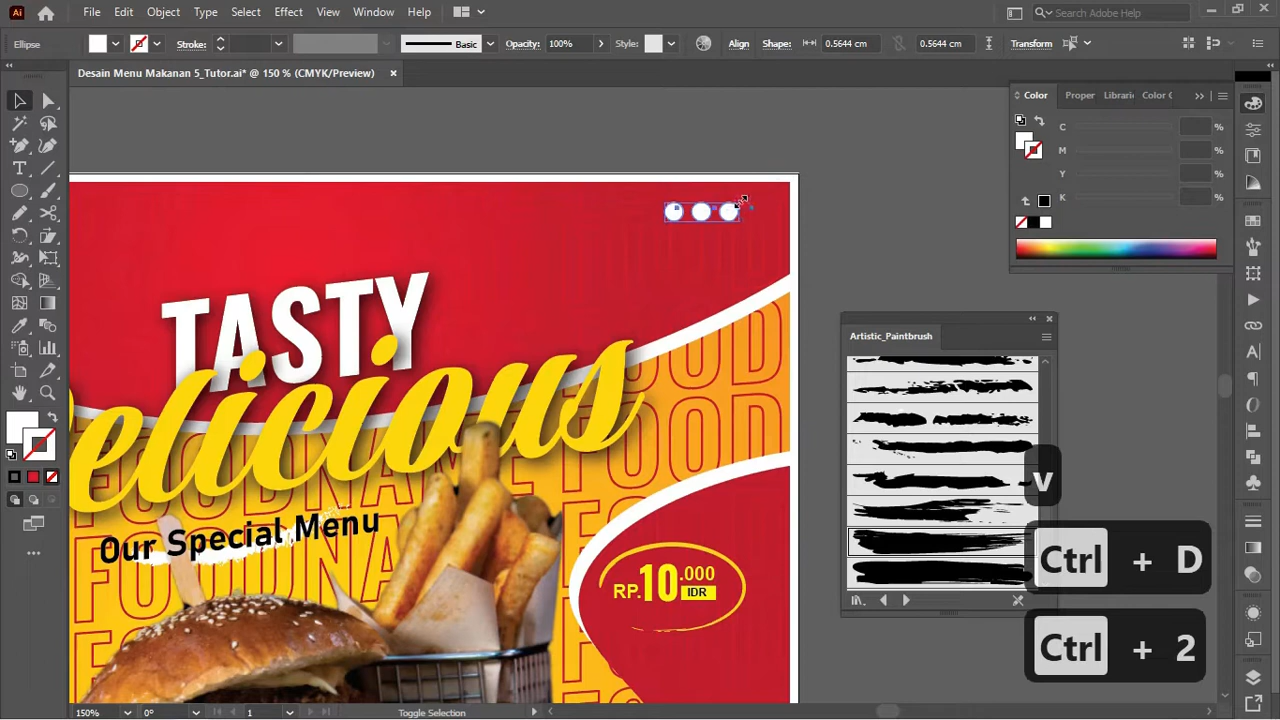 Ai File Edit Object Type Select Effect View Window Help Search Adobe Help
Ellipse Stroke: Basic Opacity: 100% Style: Align Shape: 0.5644 cm 0.5644 cm Transform
Desain Menu Makanan 5_Tutor.ai* @ 150 % (CMYK/Preview) ×
Color Proper Librari Color
C %
M %
Y %
K %
TASTY
elicious
Our Special Menu
FOOD
FOOD
FOODNAME FOOD
RP.10.000
IDR
Artistic_Paintbrush
v
Ctrl + D
Ctrl + 2
150% 0° 1 Toggle Selection